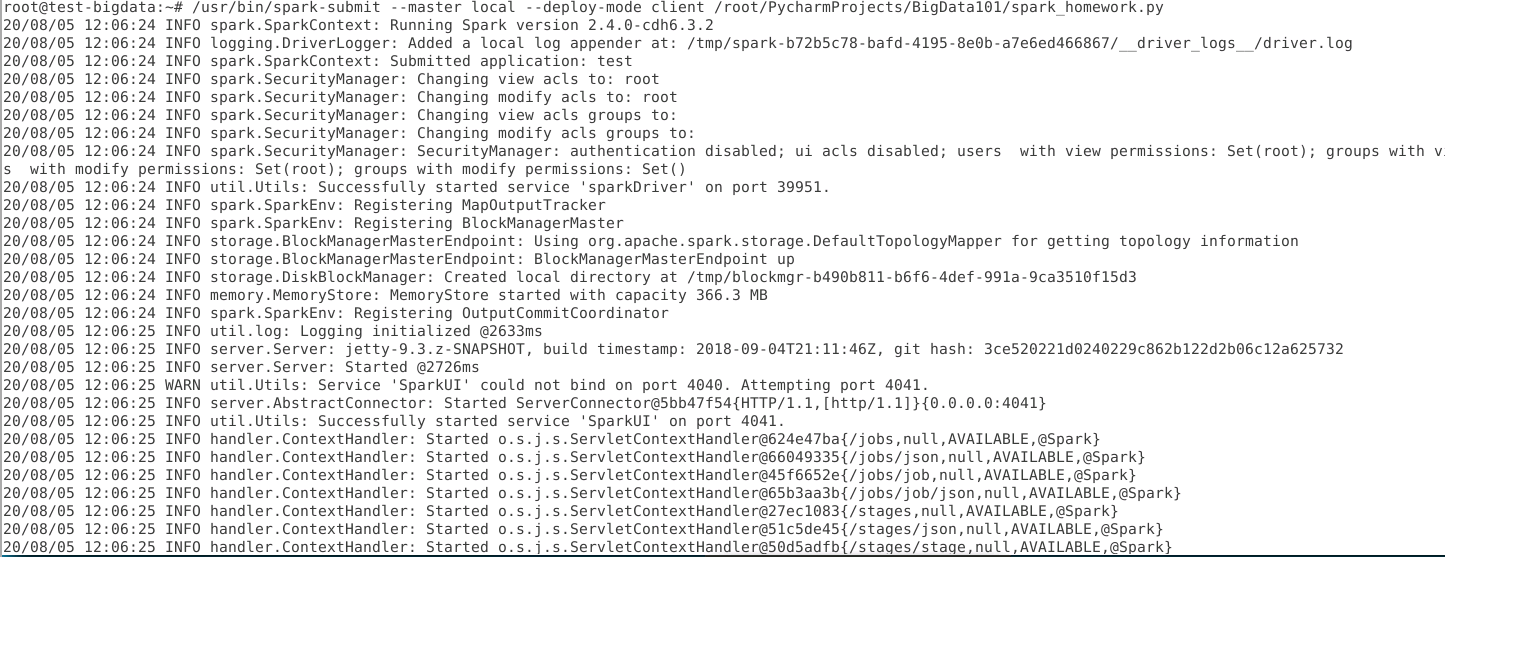 root@test-bigdata:~# /usr/bin/spark-submit --master local --deploy-mode client /root/PycharmProjects/BigData101/spark_homework.py
20/08/05 12:06:24 INFO spark.SparkContext: Running Spark version 2.4.0-cdh6.3.2
20/08/05 12:06:24 INFO logging.DriverLogger: Added a local log appender at: /tmp/spark-b72b5c78-bafd-4195-8e0b-a7e6ed466867/__driver_logs__/driver.log
20/08/05 12:06:24 INFO spark.SparkContext: Submitted application: test
20/08/05 12:06:24 INFO spark.SecurityManager: Changing view acls to: root
20/08/05 12:06:24 INFO spark.SecurityManager: Changing modify acls to: root
20/08/05 12:06:24 INFO spark.SecurityManager: Changing view acls groups to:
20/08/05 12:06:24 INFO spark.SecurityManager: Changing modify acls groups to:
20/08/05 12:06:24 INFO spark.SecurityManager: SecurityManager: authentication disabled; ui acls disabled; users  with view permissions: Set(root); groups with
s  with modify permissions: Set(root); groups with modify permissions: Set()
20/08/05 12:06:24 INFO util.Utils: Successfully started service 'sparkDriver' on port 39951.
20/08/05 12:06:24 INFO spark.SparkEnv: Registering MapOutputTracker
20/08/05 12:06:24 INFO spark.SparkEnv: Registering BlockManagerMaster
20/08/05 12:06:24 INFO storage.BlockManagerMasterEndpoint: Using org.apache.spark.storage.DefaultTopologyMapper for getting topology information
20/08/05 12:06:24 INFO storage.BlockManagerMasterEndpoint: BlockManagerMasterEndpoint up
20/08/05 12:06:24 INFO storage.DiskBlockManager: Created local directory at /tmp/blockmgr-b490b811-b6f6-4def-991a-9ca3510f15d3
20/08/05 12:06:24 INFO memory.MemoryStore: MemoryStore started with capacity 366.3 MB
20/08/05 12:06:24 INFO spark.SparkEnv: Registering OutputCommitCoordinator
20/08/05 12:06:25 INFO util.log: Logging initialized @2633ms
20/08/05 12:06:25 INFO server.Server: jetty-9.3.z-SNAPSHOT, build timestamp: 2018-09-04T21:11:46Z, git hash: 3ce520221d0240229c862b122d2b06c12a625732
20/08/05 12:06:25 INFO server.Server: Started @2726ms
20/08/05 12:06:25 WARN util.Utils: Service 'SparkUI' could not bind on port 4040. Attempting port 4041.
20/08/05 12:06:25 INFO server.AbstractConnector: Started ServerConnector@5bb47f54{HTTP/1.1,[http/1.1]}{0.0.0.0:4041}
20/08/05 12:06:25 INFO util.Utils: Successfully started service 'SparkUI' on port 4041.
20/08/05 12:06:25 INFO handler.ContextHandler: Started o.s.j.s.ServletContextHandler@624e47ba{/jobs,null,AVAILABLE,@Spark}
20/08/05 12:06:25 INFO handler.ContextHandler: Started o.s.j.s.ServletContextHandler@66049335{/jobs/json,null,AVAILABLE,@Spark}
20/08/05 12:06:25 INFO handler.ContextHandler: Started o.s.j.s.ServletContextHandler@45f6652e{/jobs/job,null,AVAILABLE,@Spark}
20/08/05 12:06:25 INFO handler.ContextHandler: Started o.s.j.s.ServletContextHandler@65b3aa3b{/jobs/job/json,null,AVAILABLE,@Spark}
20/08/05 12:06:25 INFO handler.ContextHandler: Started o.s.j.s.ServletContextHandler@27ec1083{/stages,null,AVAILABLE,@Spark}
20/08/05 12:06:25 INFO handler.ContextHandler: Started o.s.j.s.ServletContextHandler@51c5de45{/stages/json,null,AVAILABLE,@Spark}
20/08/05 12:06:25 INFO handler.ContextHandler: Started o.s.j.s.ServletContextHandler@50d5adfb{/stages/stage,null,AVAILABLE,@Spark}